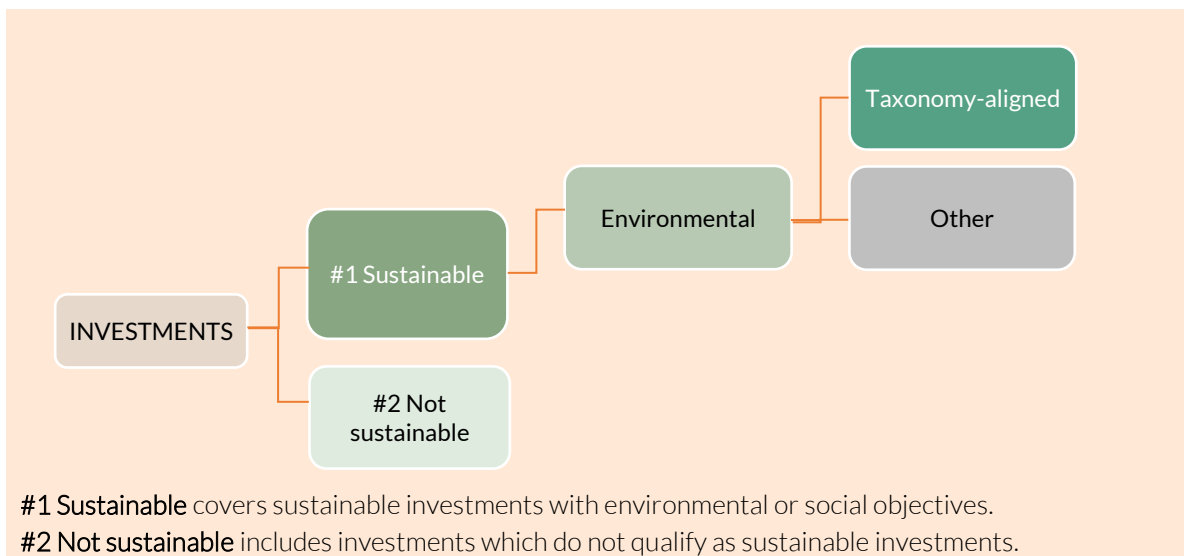 Taxonomy-aligned
Environmental
Other
#1 Sustainable
INVESTMENTS
#2 Not
sustainable
#1 Sustainable covers sustainable investments with environmental or social objectives.
#2 Not sustainable includes investments which do not qualify as sustainable investments.